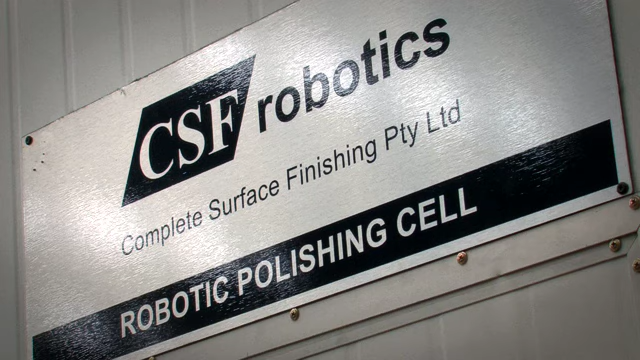 CSF robotics
Complete Surface Finishing Pty Ltd
ROBOTIC POLISHING CELL